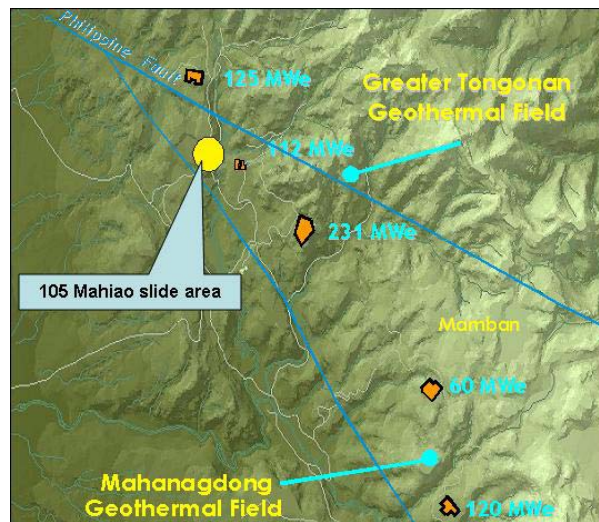 Philippine Fault
125 MWe
Greater Tongonan
Geothermal Field
112 MWe
231 MWe
105 Mahiao slide area
Mamban
60 MWe
Mahanagdong
Geothermal Field
120 MWe